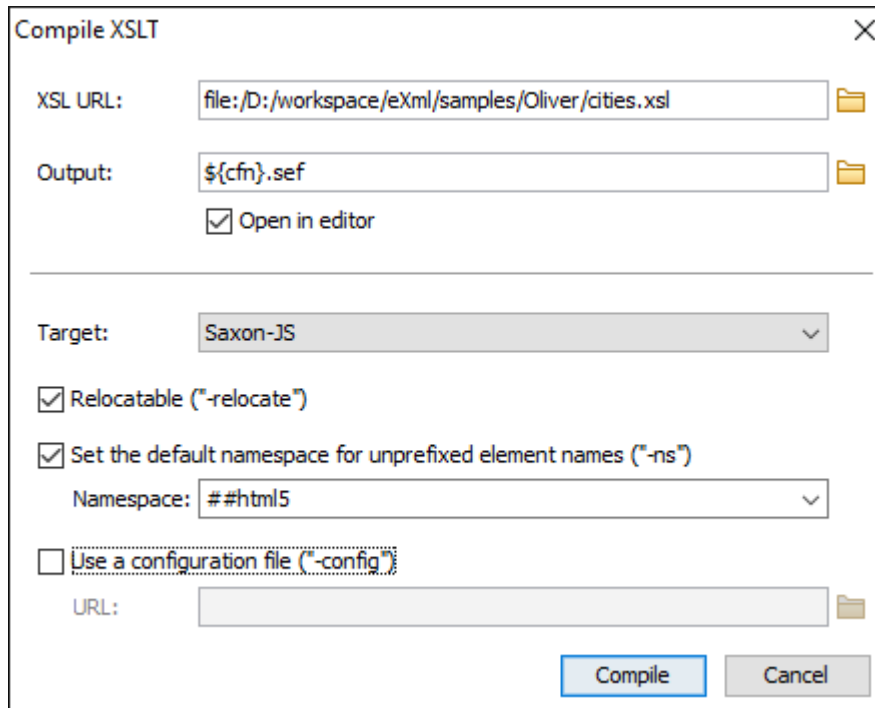 Compile XSLT
XSL URL: file:/D:/workspace/eXml/samples/Oliver/cities.xsl
Output: ${cfn}.sef
Open in editor
Target: Saxon-JS
Relocatable ("-relocate")
Set the default namespace for unprefixed element names ("-ns")
Namespace: ##html5
Use a configuration file ("-config")
URL:
Compile Cancel